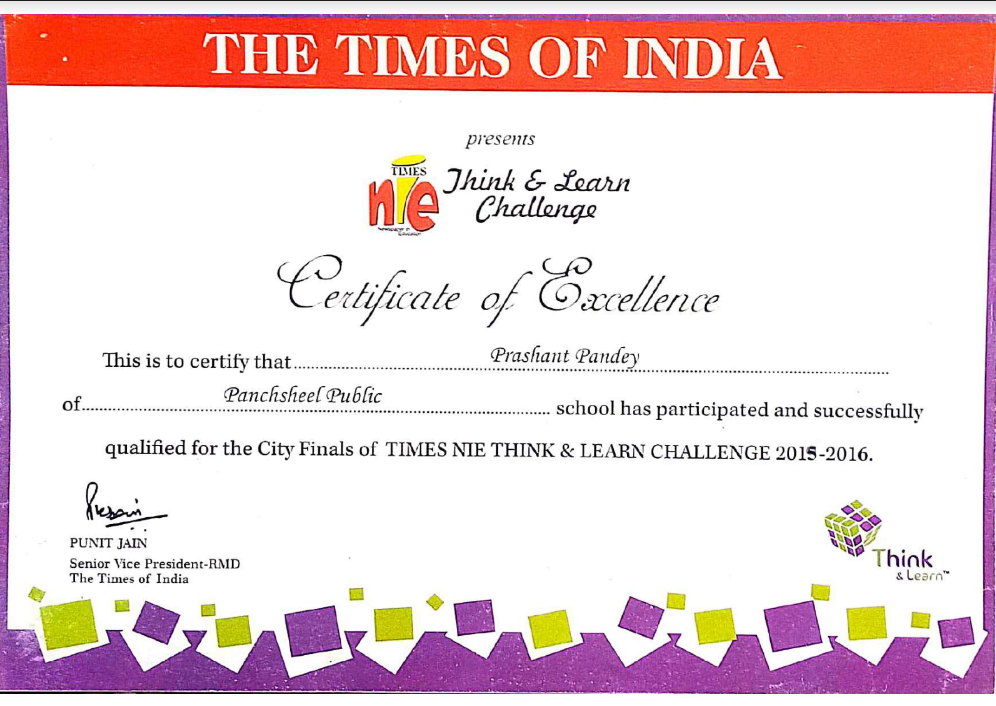 THE TIMES OF INDIA
presents
TIMES
nie
Think & Learn
Challenge
Certificate of Excellence
This is to certify that Prashant Pandey
of Panchsheel Public school has participated and successfully
qualified for the City Finals of TIMES NIE THINK & LEARN CHALLENGE 2015-2016.
PUNIT JAIN
Senior Vice President-RMD
The Times of India
Think
& Learn™